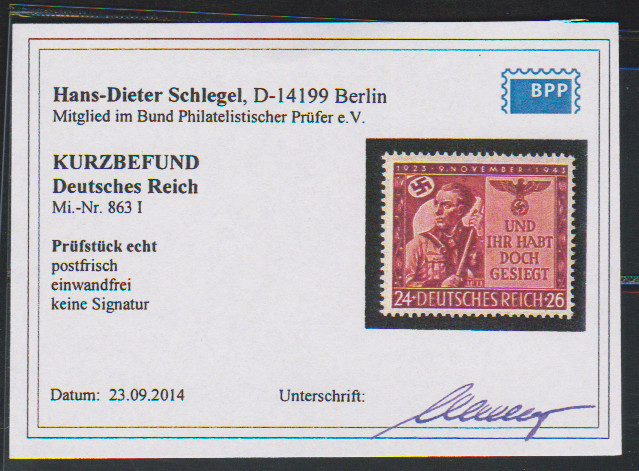 BPP
Hans-Dieter Schlegel, D-14199 Berlin
Mitglied im Bund Philatelistischer Prüfer e.V.
KURZBEFUND
Deutsches Reich
Mi.-Nr. 863 I
Prüfstück echt
postfrisch
einwandfrei
keine Signatur
1923 · 9. NOVEMBER · 1943
UND
IHR HABT
DOCH
GESIEGT
24+DEUTSCHES REICH+26
Datum: 23.09.2014
Unterschrift: